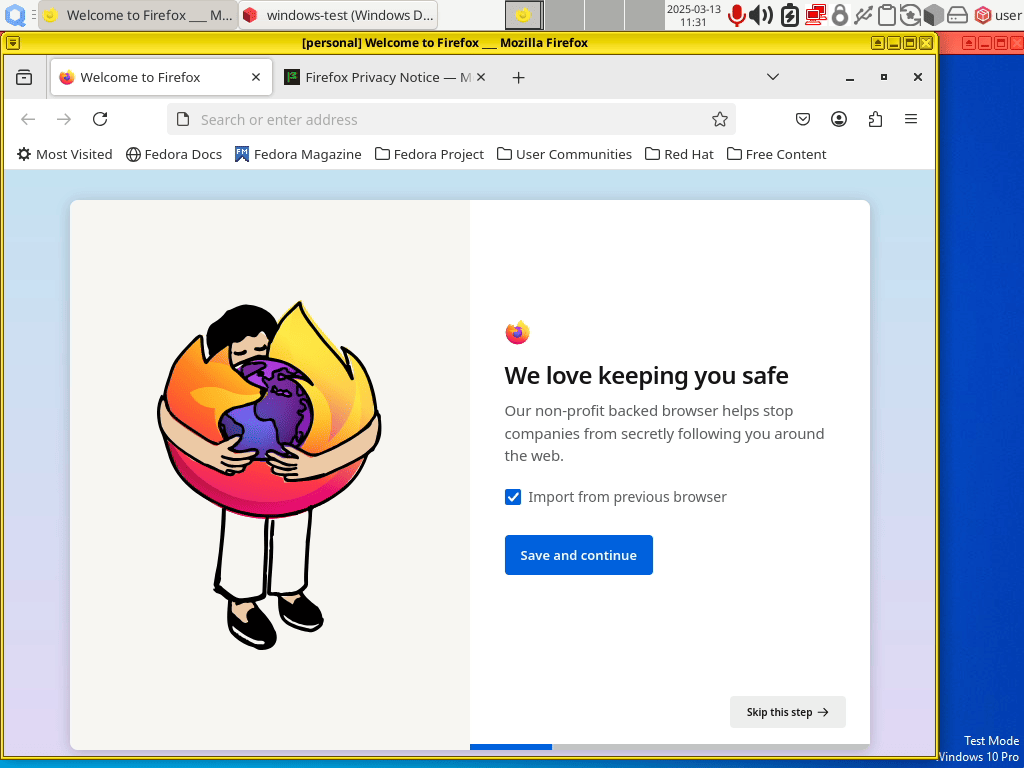 Welcome to Firefox ___ M...
windows-test (Windows D...
2025-03-13
11:31
user
[personal] Welcome to Firefox ___ Mozilla Firefox
Welcome to Firefox
Firefox Privacy Notice — M
Search or enter address
Most Visited
Fedora Docs
Fedora Magazine
Fedora Project
User Communities
Red Hat
Free Content
We love keeping you safe
Our non-profit backed browser helps stop
companies from secretly following you around
the web.
Import from previous browser
Save and continue
Skip this step
Test Mode
Windows 10 Pro